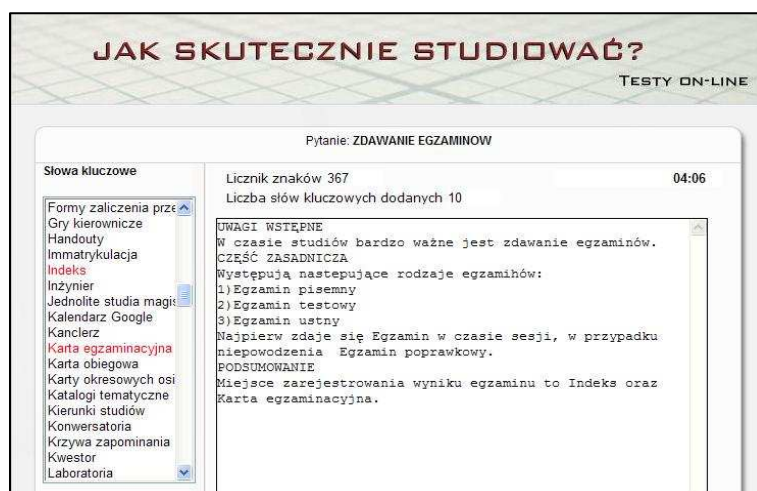 JAK SKUTECZNIE STUDIOWAĆ?
TESTY ON-LINE
Pytanie: ZDAWANIE EGZAMINOW
Słowa kluczowe
Formy zaliczenia prze
Gry kierownicze
Handouty
Immatrykulacja
Indeks
Inżynier
Jednolite studia magis
Kalendarz Google
Kanclerz
Karta egzaminacyjna
Karta obiegowa
Karty okresowych osi
Katalogi tematyczne
Kierunki studiów
Konwersatoria
Krzywa zapominania
Kwestor
Laboratoria
Licznik znaków 367
04:06
Liczba słów kluczowych dodanych 10
UWAGI WSTĘPNE
W czasie studiów bardzo ważne jest zdawanie egzaminów.
CZĘŚĆ ZASADNICZA
Występują nastepujące rodzaje egzamihów:
1)Egzamin pisemny
2)Egzamin testowy
3)Egzamin ustny
Najpierw zdaje się Egzamin w czasie sesji, w przypadku
niepowodzenia  Egzamin poprawkowy.
PODSUMOWANIE
Miejsce zarejestrowania wyniku egzaminu to Indeks oraz
Karta egzaminacyjna.